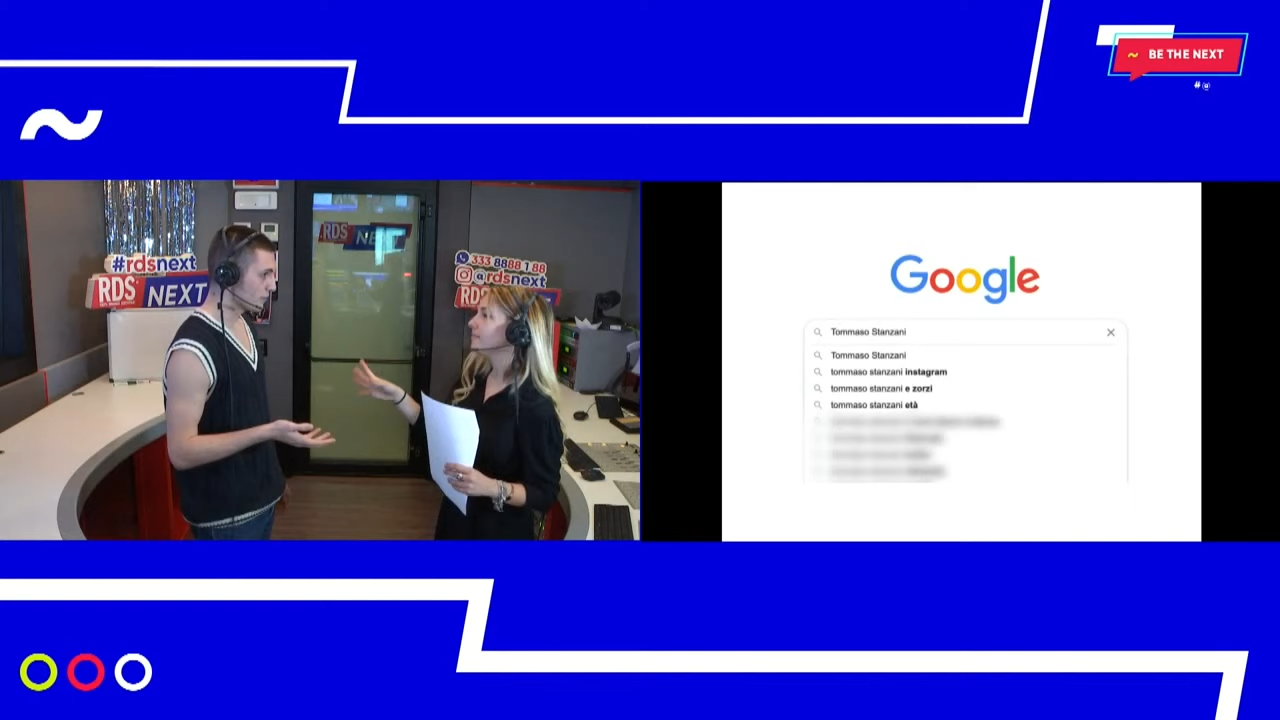 ~ BE THE NEXT
#@
#rdsnext
RDS
NEXT
RDS NEXT
333 8888 1 88
@rdsnext
RDS
Google
Tommaso Stanzani
Tommaso Stanzani
tommaso stanzani instagram
tommaso stanzani e zorzi
tommaso stanzani età